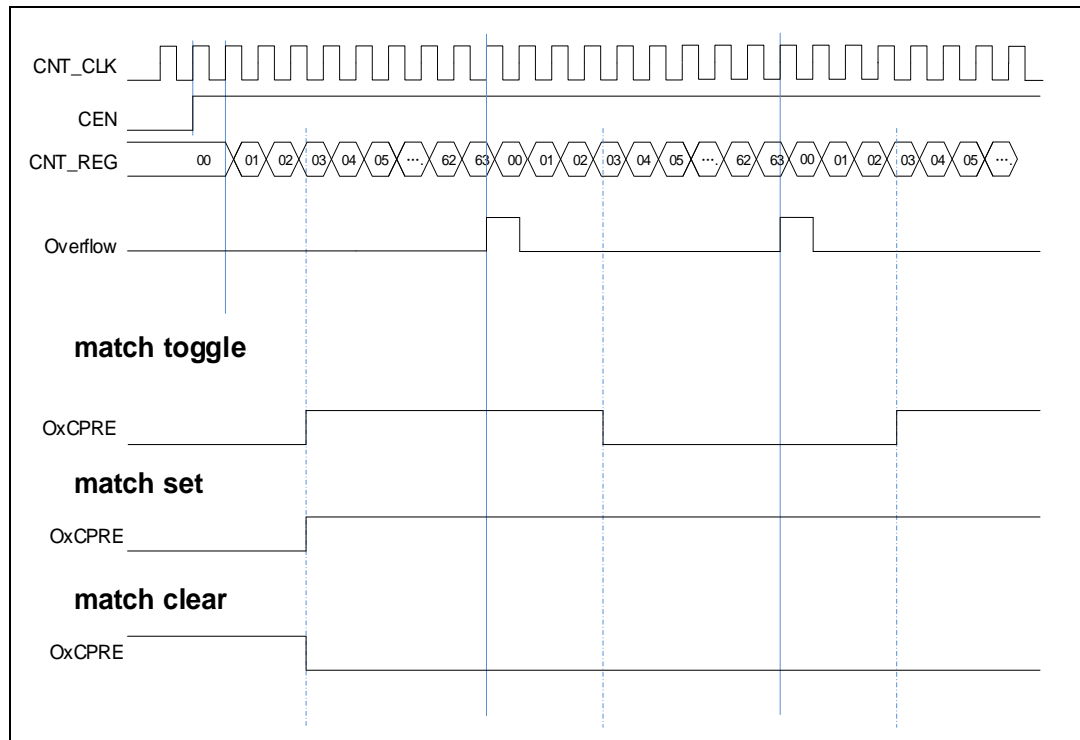 CNT_CLK
CEN
CNT_REG 00 01 02 03 04 05 .... 62 63 00 01 02 03 04 05 .... 62 63 00 01 02 03 04 05 ....
Overflow
match toggle
OxCPRE
match set
OxCPRE
match clear
OxCPRE